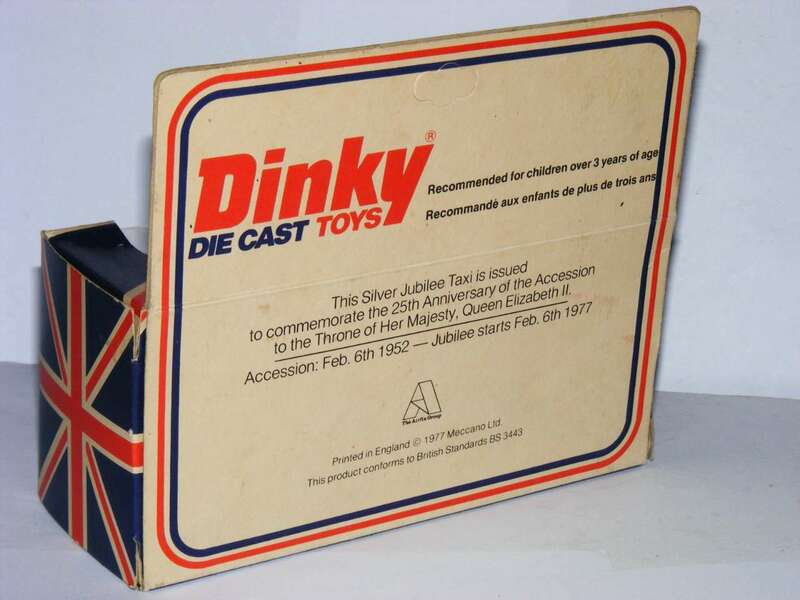 Dinky®
DIE CAST TOYS
Recommended for children over 3 years of age
Recommandé aux enfants de plus de trois ans
This Silver Jubilee Taxi is issued
to commemorate the 25th Anniversary of the Accession
to the Throne of Her Majesty, Queen Elizabeth II.
Accession: Feb. 6th 1952 — Jubilee starts Feb. 6th 1977
The Airfix Group
Printed in England © 1977 Meccano Ltd.
This product conforms to British Standards BS 3443